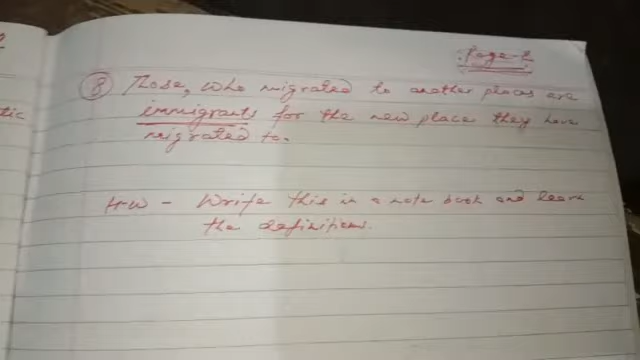 Page-2
⑧ Those, who migrated to another places are
immigrants for the new place they have
migrated to.
H.W - Write this in a note book and learn
the definitions.
tic